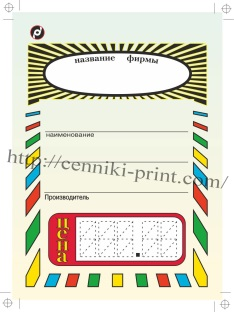 название фирмы
наименование
http://cenniki-print.com/
Производитель
цена